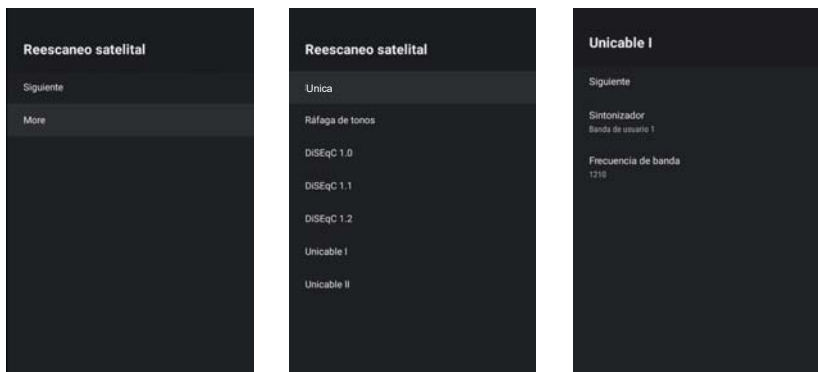 Reescaneo satelital
Siguiente
More
Reescaneo satelital
Unica
Ráfaga de tonos
DiSEqC 1.0
DiSEqC 1.1
DiSEqC 1.2
Unicable I
Unicable II
Unicable I
Siguiente
Sintonizador
Banda de usuario 1
Frecuencia de banda
1210